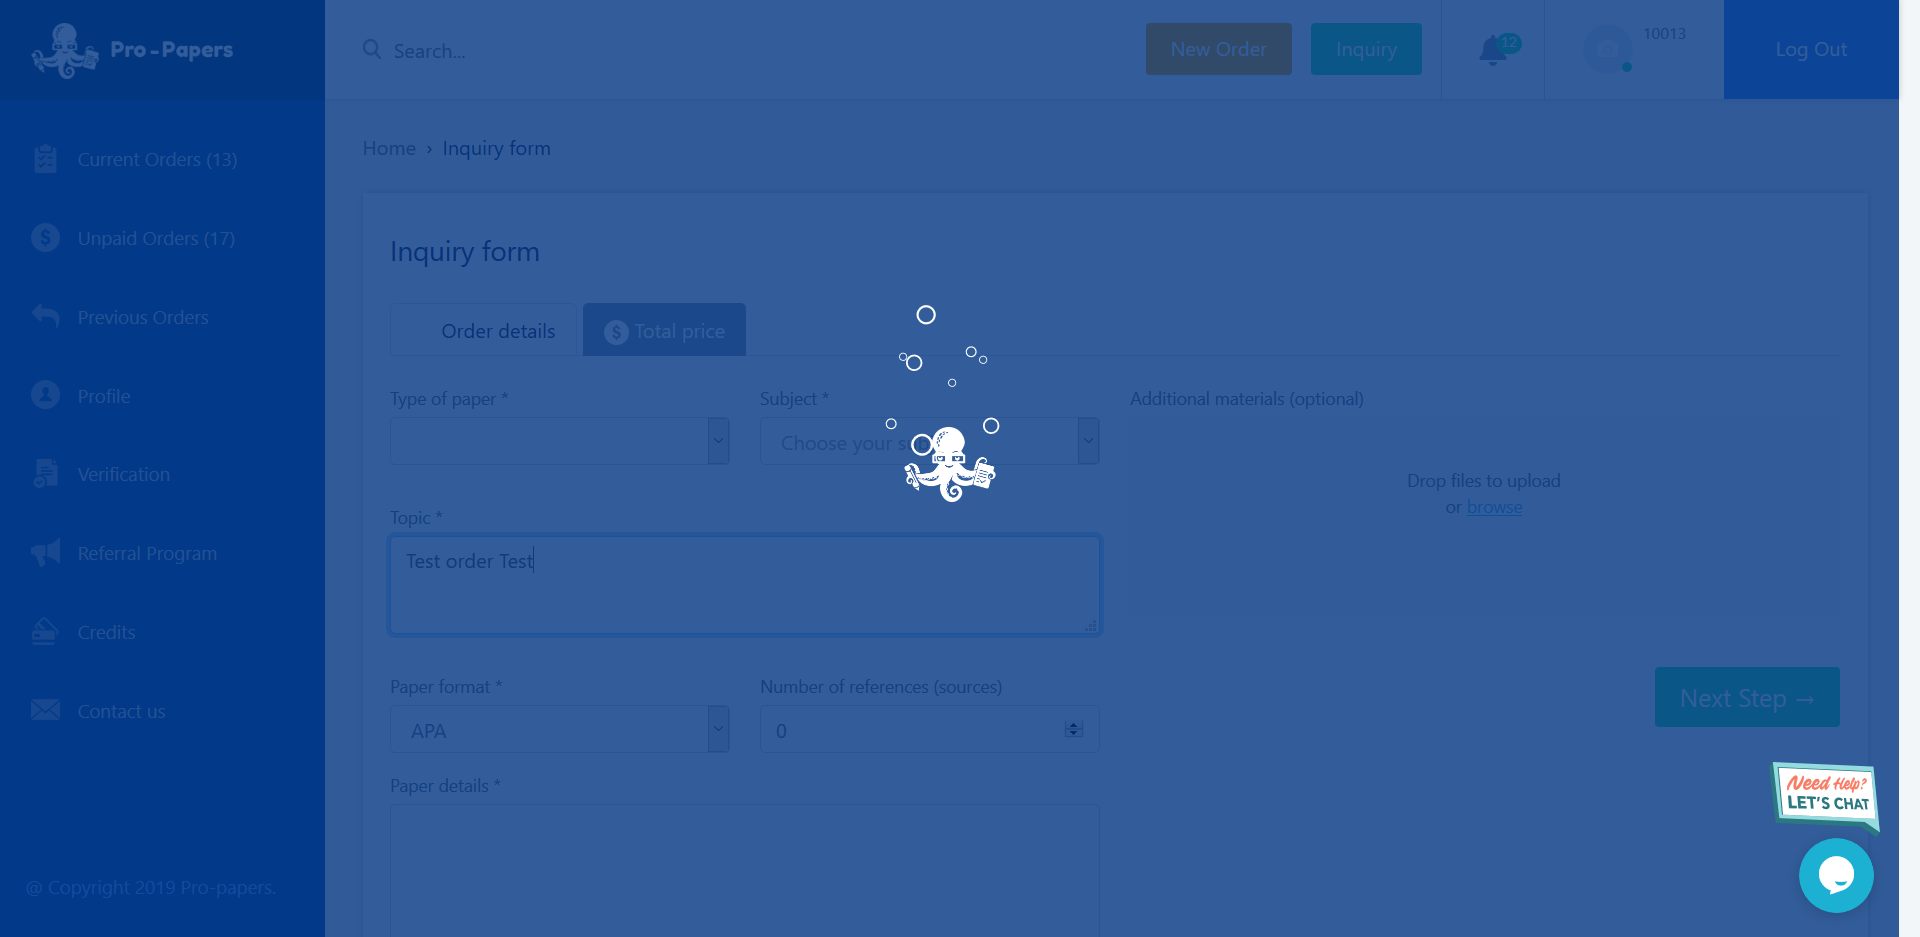 Pro-Papers
Search...
New Order
Inquiry
12
10013
Log Out
Current Orders (13)
Unpaid Orders (17)
Previous Orders
Profile
Verification
Referral Program
Credits
Contact us
@ Copyright 2019 Pro-papers.
Home › Inquiry form
Inquiry form
Order details
$ Total price
Type of paper *
Subject *
Choose your su
Additional materials (optional)
Drop files to upload
or browse
Topic *
Test order Test
Paper format *
APA
Number of references (sources)
0
Next Step →
Paper details *
Need Help?
LET'S CHAT